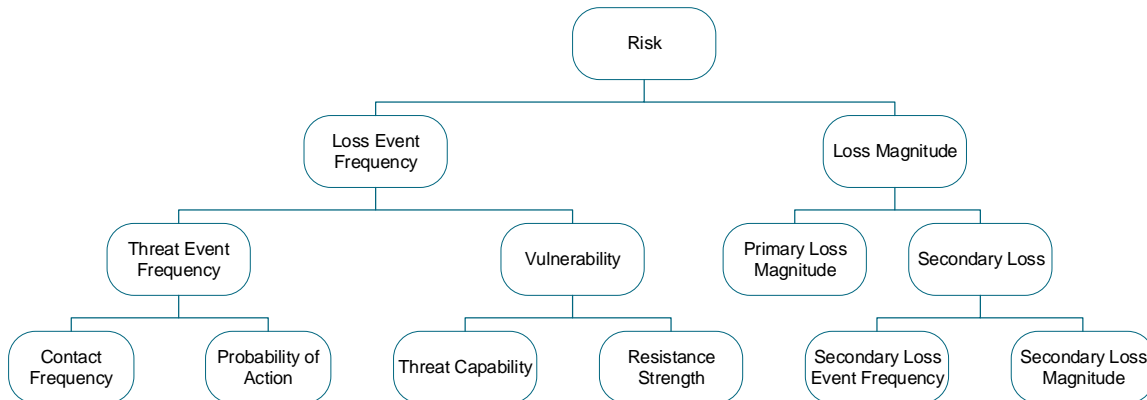 Risk
Loss Event
Frequency
Loss Magnitude
Threat Event
Frequency
Vulnerability
Primary Loss
Magnitude
Secondary Loss
Contact
Frequency
Probability of
Action
Threat Capability
Resistance
Strength
Secondary Loss
Event Frequency
Secondary Loss
Magnitude